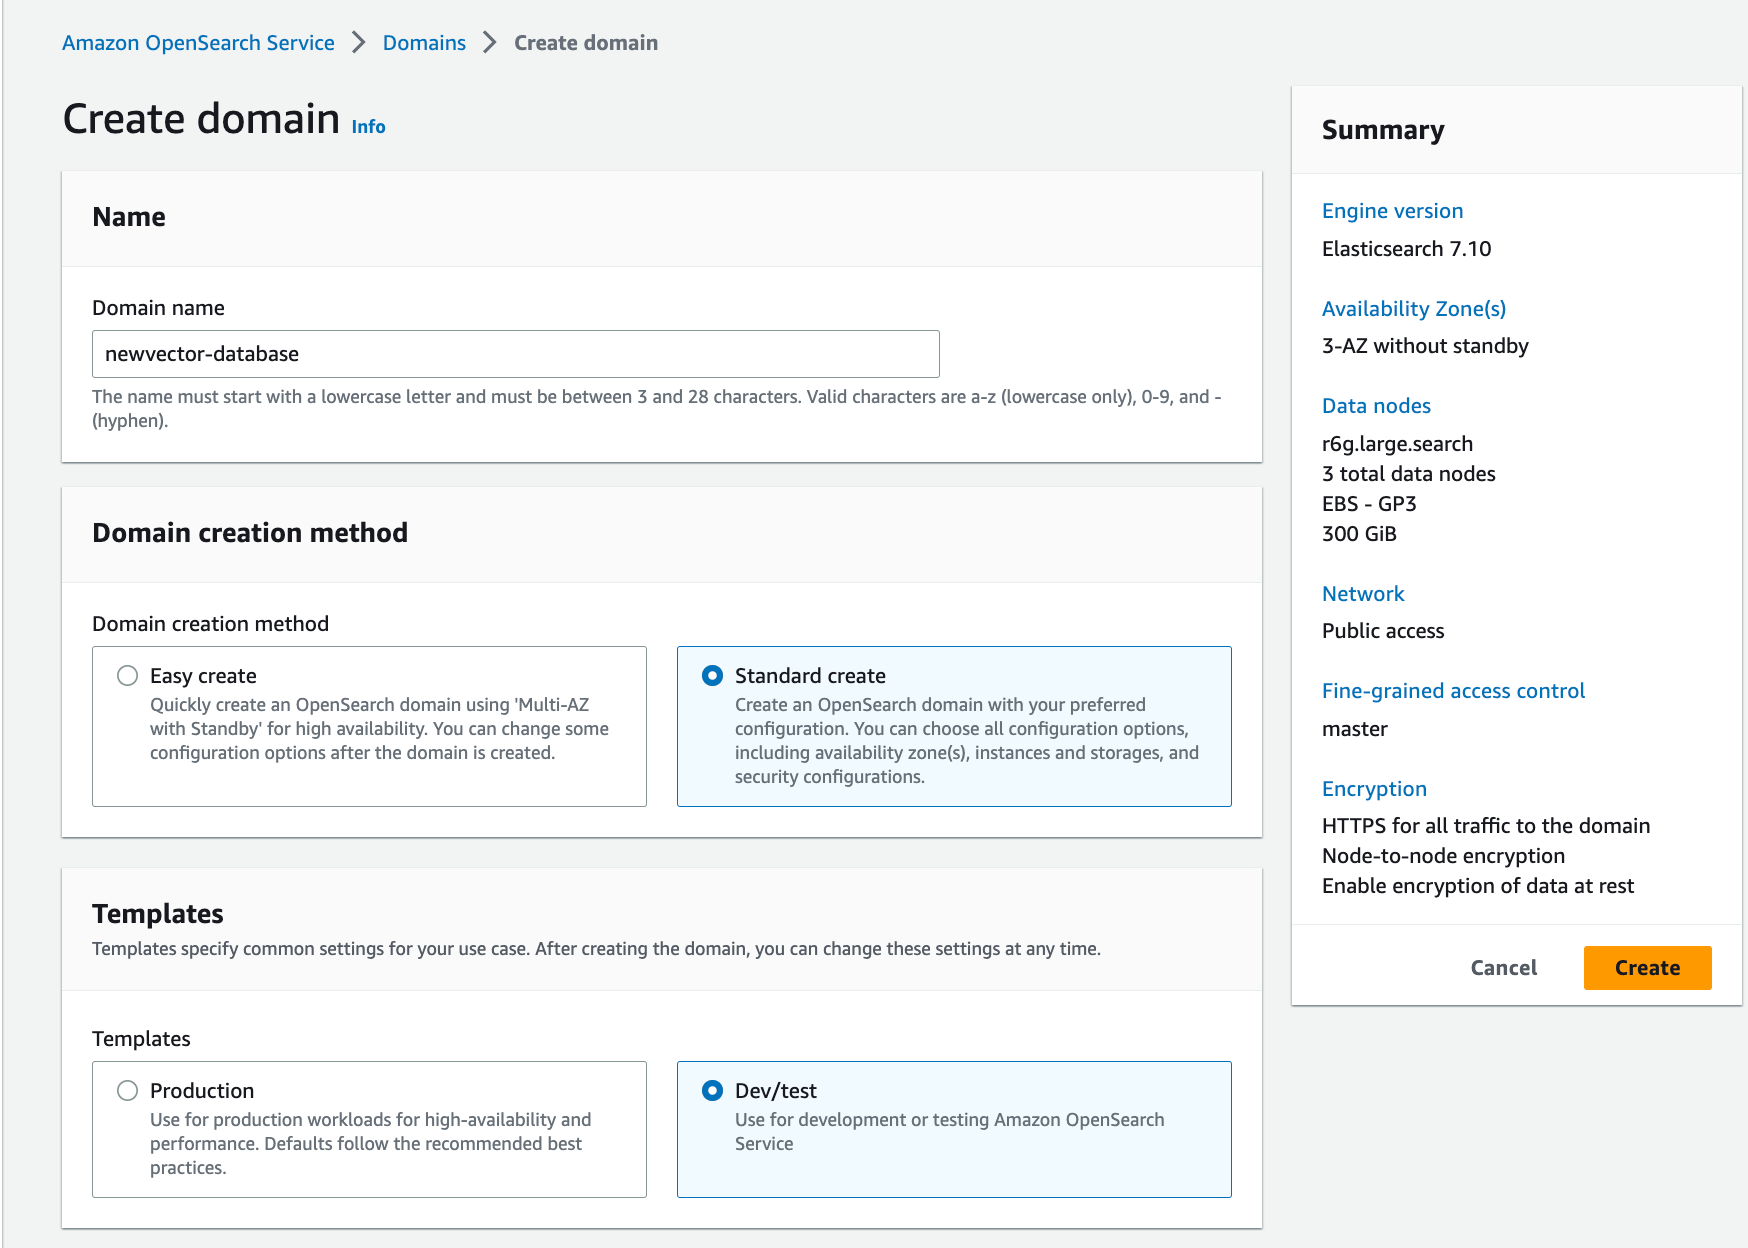 Amazon OpenSearch Service > Domains > Create domain
Create domain Info
Name
Domain name
newvector-database
The name must start with a lowercase letter and must be between 3 and 28 characters. Valid characters are a-z (lowercase only), 0-9, and -
(hyphen).
Domain creation method
Domain creation method
Easy create
Quickly create an OpenSearch domain using 'Multi-AZ
with Standby' for high availability. You can change some
configuration options after the domain is created.
Standard create
Create an OpenSearch domain with your preferred
configuration. You can choose all configuration options,
including availability zone(s), instances and storages, and
security configurations.
Templates
Templates specify common settings for your use case. After creating the domain, you can change these settings at any time.
Templates
Production
Use for production workloads for high-availability and
performance. Defaults follow the recommended best
practices.
Dev/test
Use for development or testing Amazon OpenSearch
Service
Summary
Engine version
Elasticsearch 7.10
Availability Zone(s)
3-AZ without standby
Data nodes
r6g.large.search
3 total data nodes
EBS - GP3
300 GiB
Network
Public access
Fine-grained access control
master
Encryption
HTTPS for all traffic to the domain
Node-to-node encryption
Enable encryption of data at rest
Cancel
Create